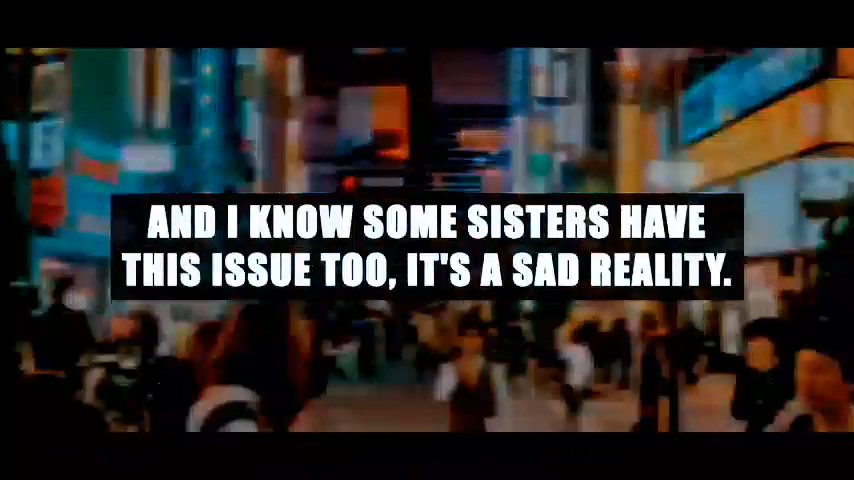 AND I KNOW SOME SISTERS HAVE
THIS ISSUE TOO, IT'S A SAD REALITY.